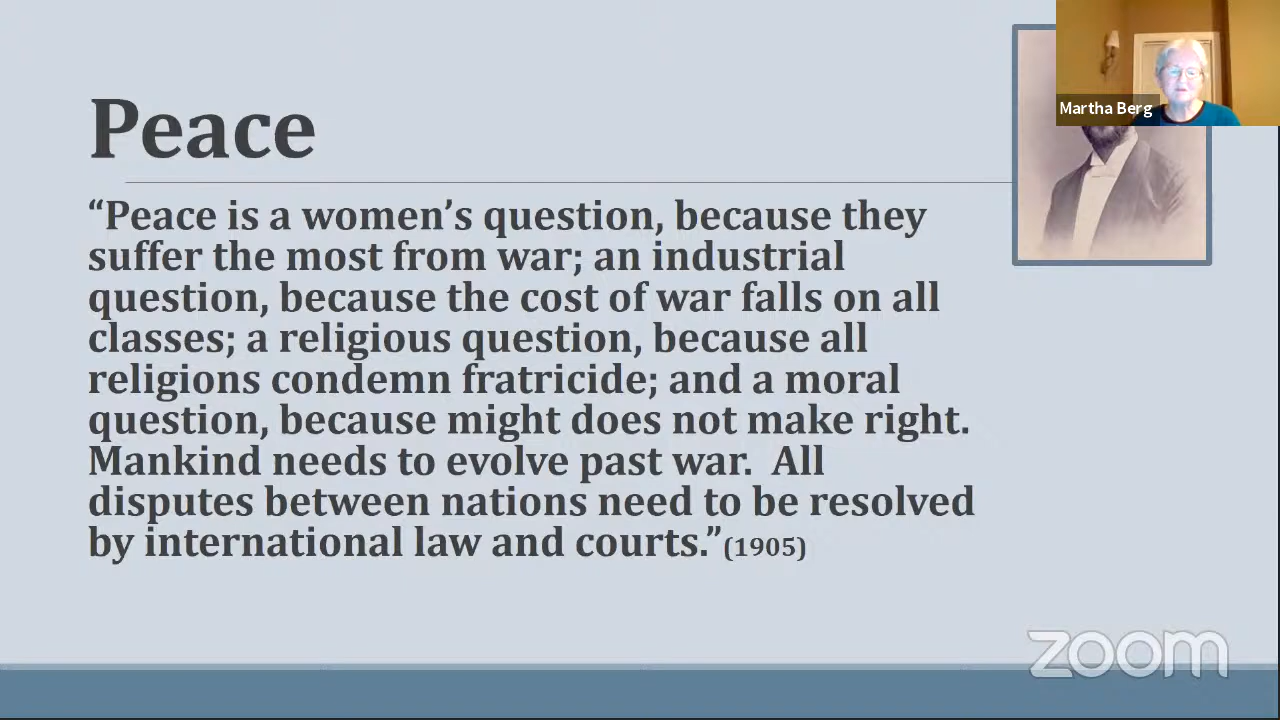 Martha Berg
Peace
“Peace is a women’s question, because they
suffer the most from war; an industrial
question, because the cost of war falls on all
classes; a religious question, because all
religions condemn fratricide; and a moral
question, because might does not make right.
Mankind needs to evolve past war.  All
disputes between nations need to be resolved
by international law and courts.”(1905)
zoom